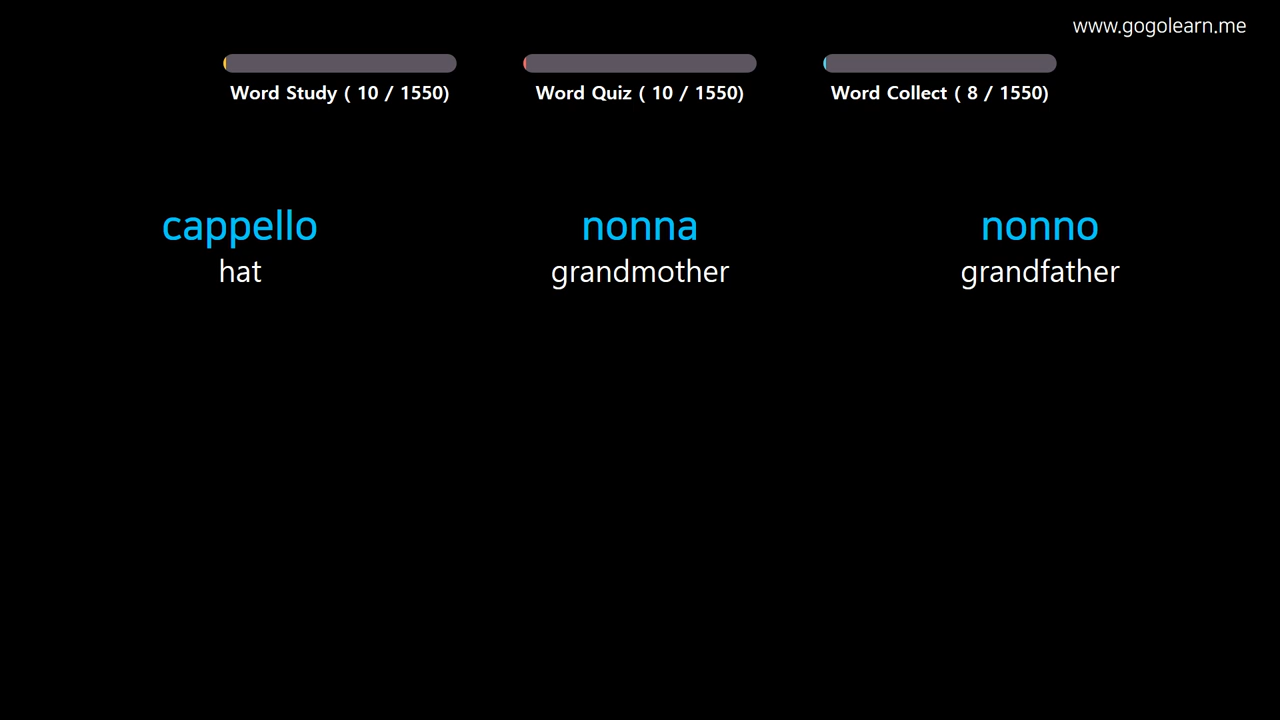 www.gogolearn.me
Word Study ( 10 / 1550)
Word Quiz ( 10 / 1550)
Word Collect ( 8 / 1550)
cappello
hat
nonna
grandmother
nonno
grandfather